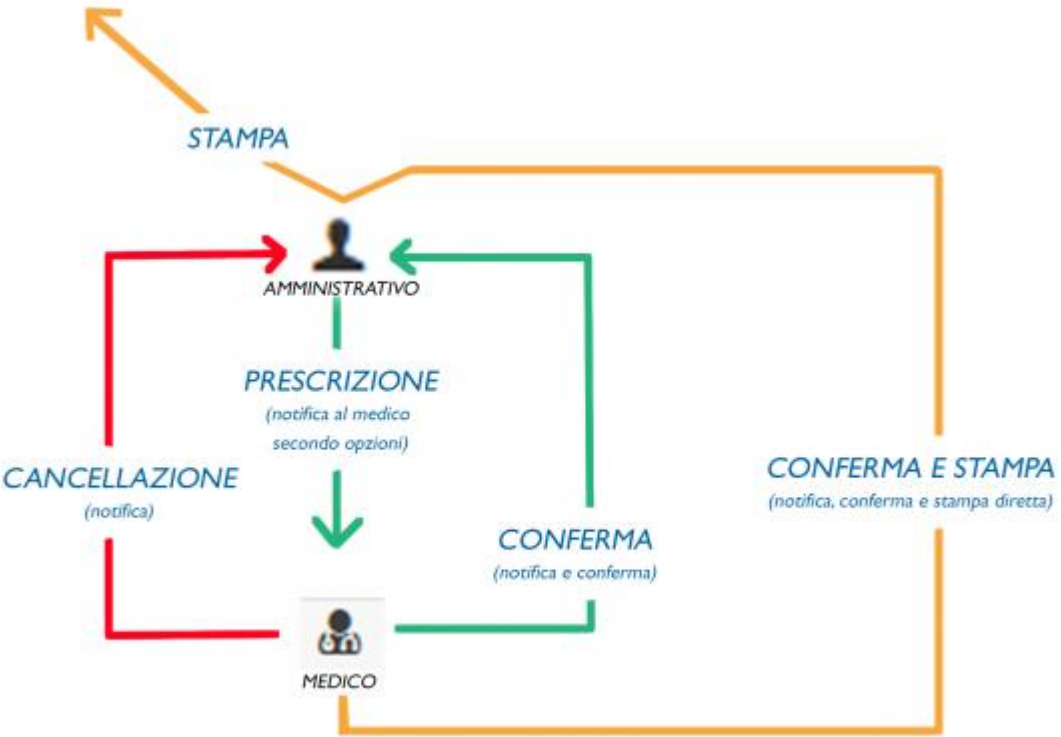 STAMPA
AMMINISTRATIVO
PRESCRIZIONE
(notifica al medico
secondo opzioni)
CANCELLAZIONE
(notifica)
CONFERMA E STAMPA
(notifica, conferma e stampa diretta)
CONFERMA
(notifica e conferma)
MEDICO